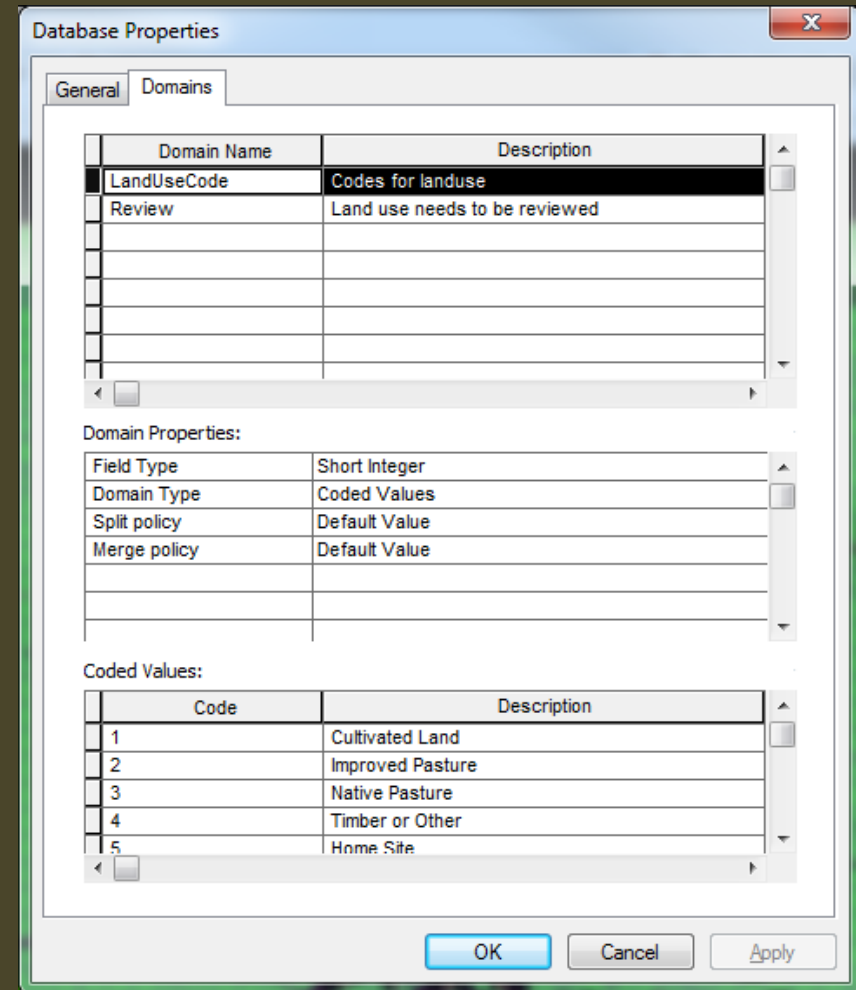 Database Properties
General Domains
Domain Name Description
LandUseCode Codes for landuse
Review Land use needs to be reviewed
Domain Properties:
Field Type Short Integer
Domain Type Coded Values
Split policy Default Value
Merge policy Default Value
Coded Values:
Code Description
1 Cultivated Land
2 Improved Pasture
3 Native Pasture
4 Timber or Other
5 Home Site
OK Cancel Apply